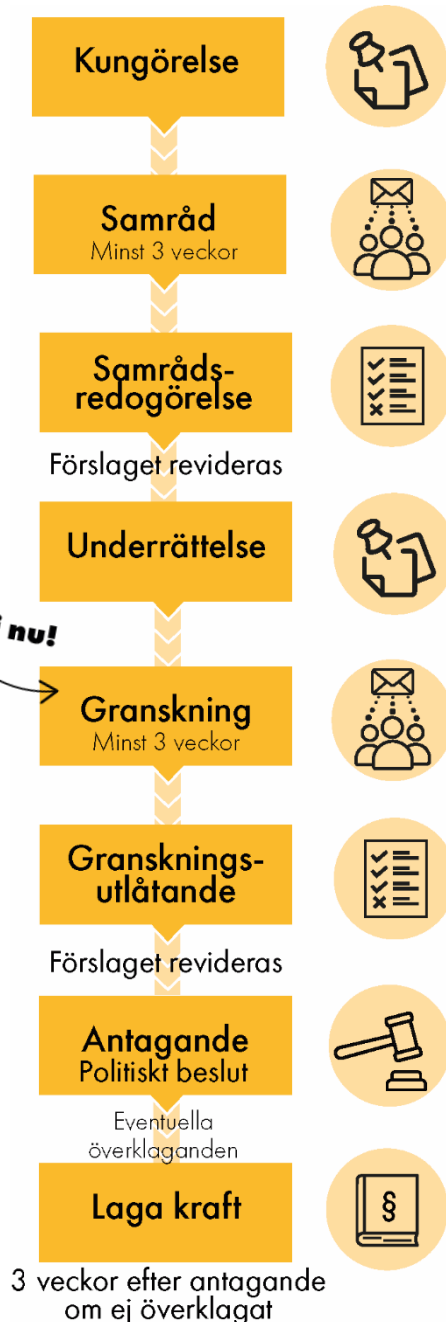 Kungörelse
Samråd
Minst 3 veckor
Samråds-
redogörelse
Förslaget revideras
Underrättelse
nu!
Granskning
Minst 3 veckor
Gransknings-
utlåtande
Förslaget revideras
Antagande
Politiskt beslut
Eventuella
överklaganden
Laga kraft
§
3 veckor efter antagande
om ej överklagat